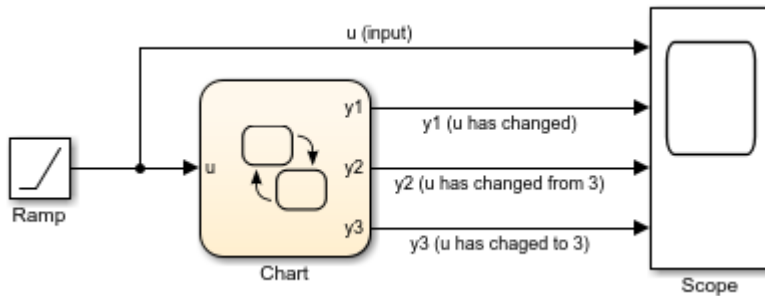 u (input)
y1
y1 (u has changed)
u
y2
y2 (u has changed from 3)
y3
y3 (u has chaged to 3)
Ramp
Chart
Scope